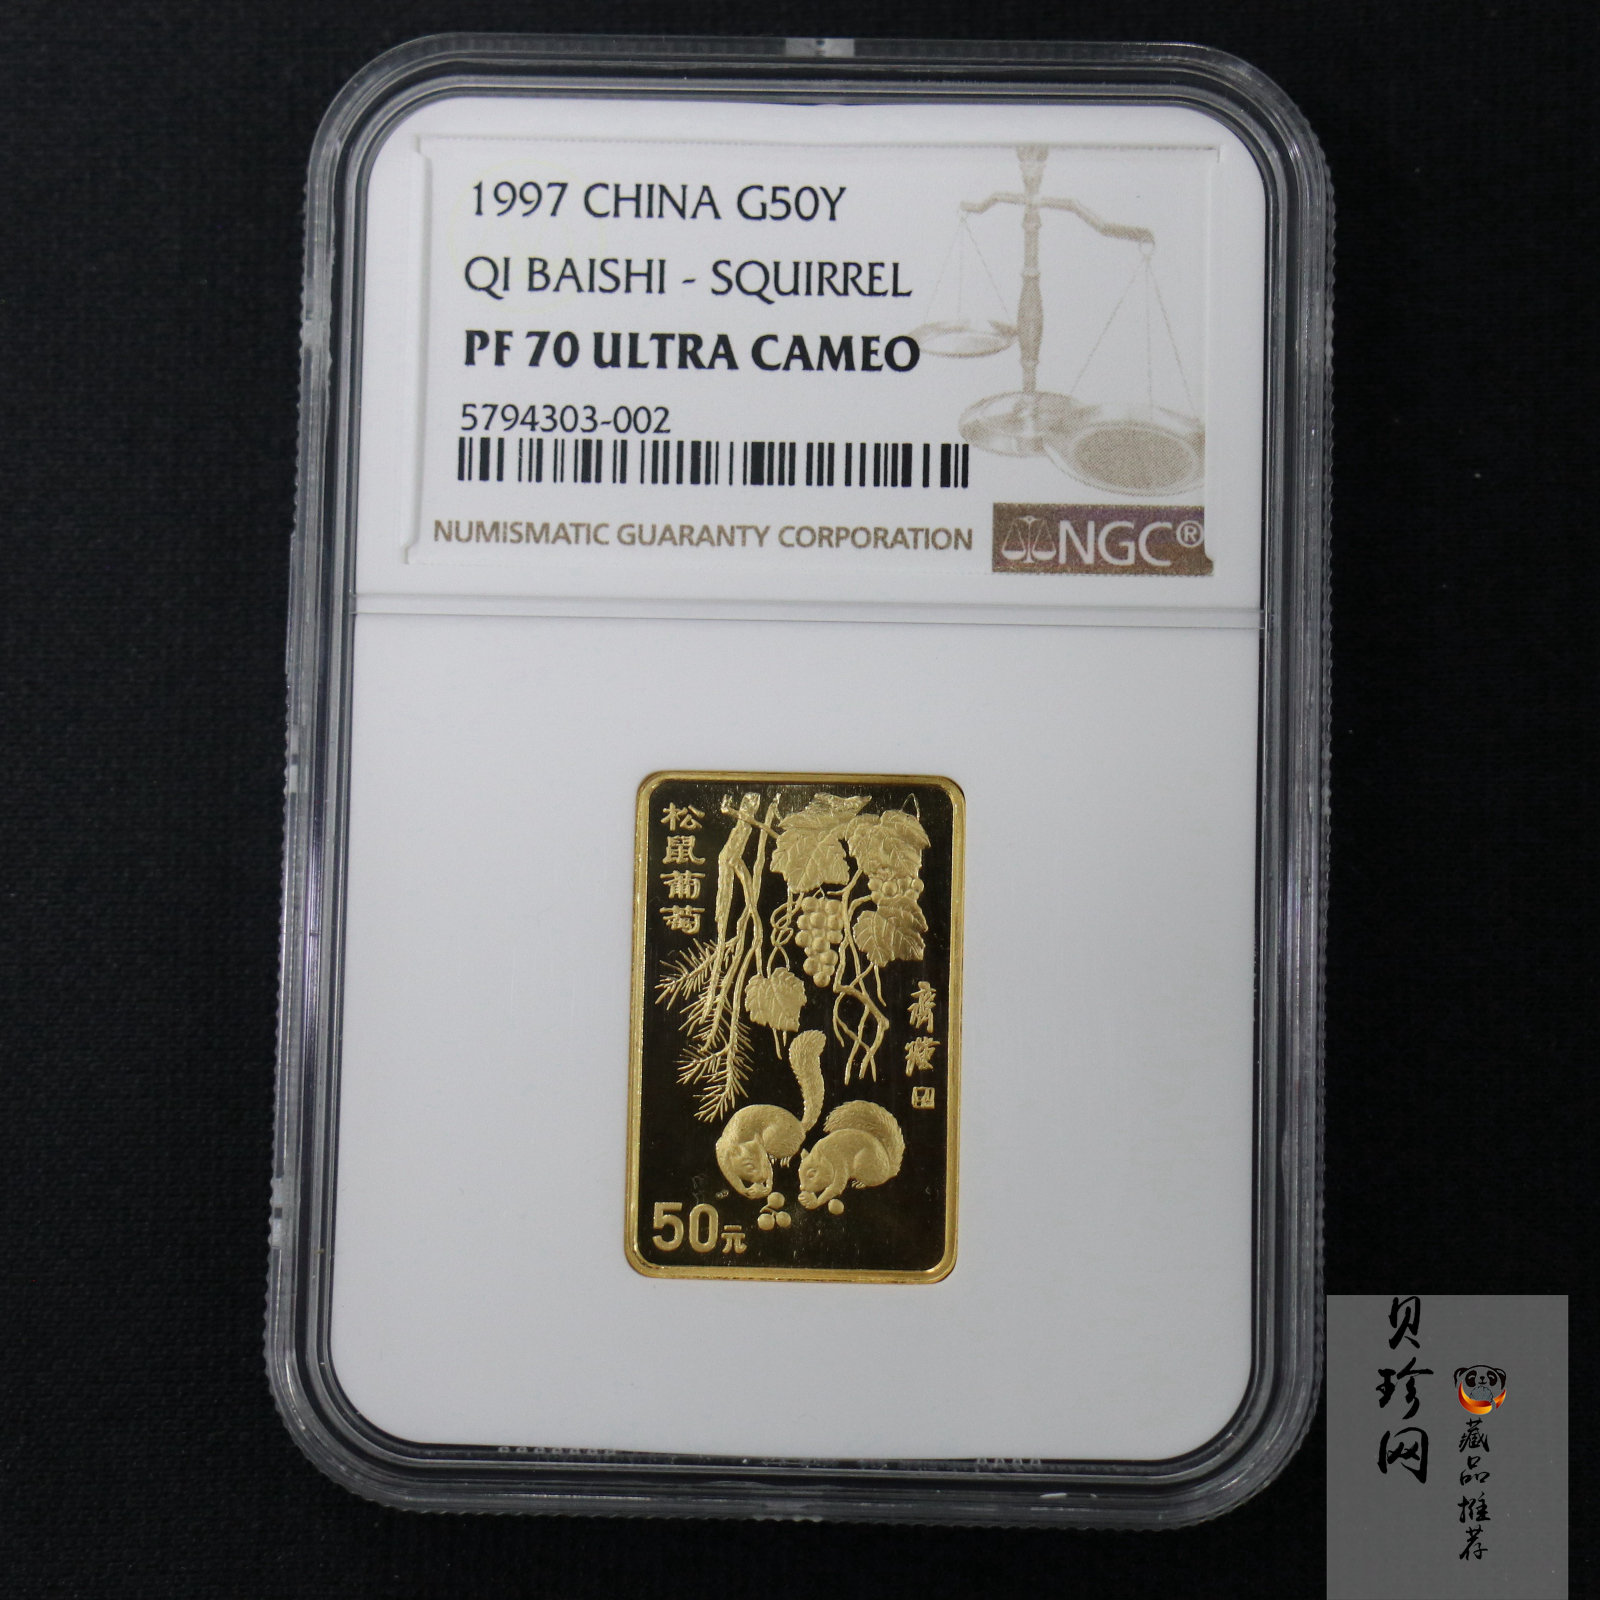 1997 CHINA G50Y
QI BAISHI - SQUIRREL
PF 70 ULTRA CAMEO
5794303-002
NUMISMATIC GUARANTY CORPORATION
NGC®
松鼠葡萄
齊璜
50元
贝珍网
藏品推荐